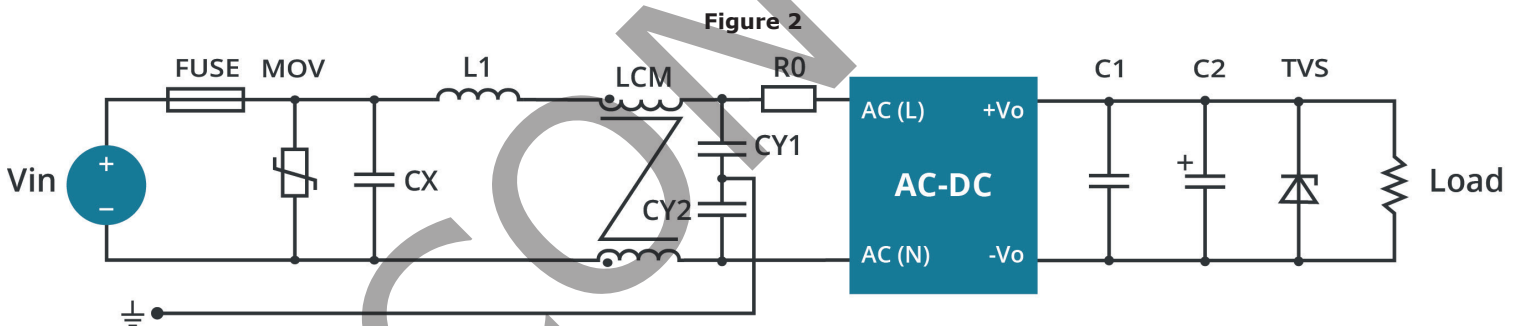 Figure 2
FUSE
MOV
L1
LCM
R0
C1
C2
TVS
AC (L)
+Vo
CY1
+
Vin
+
–
CX
AC-DC
Load
CY2
AC (N)
-Vo